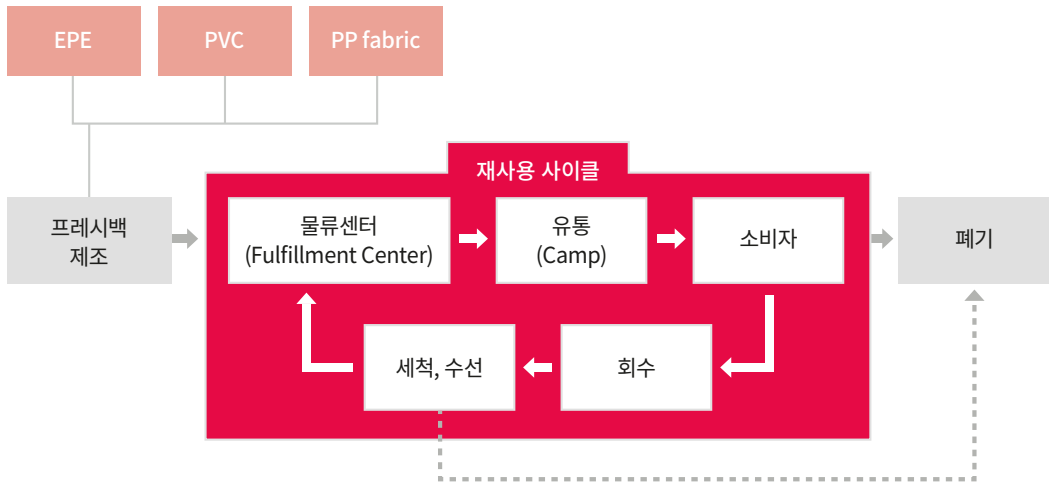 EPE
PVC
PP fabric
재사용 사이클
프레시백
제조
물류센터
(Fulfillment Center)
유통
(Camp)
소비자
폐기
세척, 수선
회수